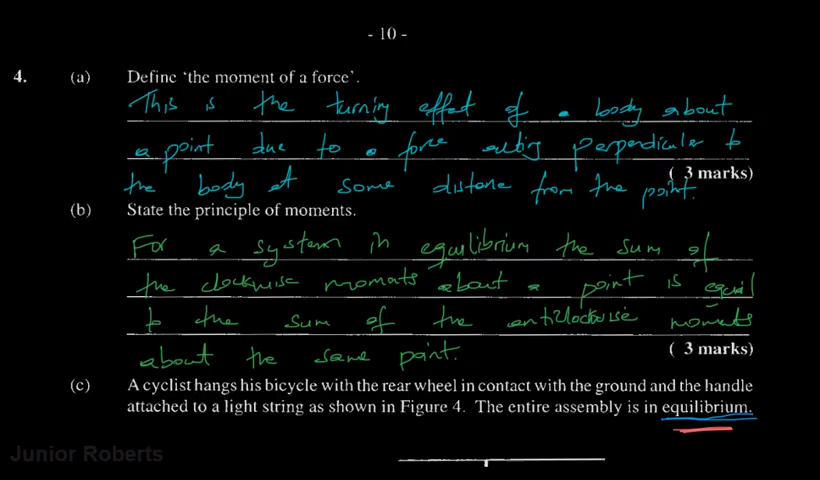 - 10 -
4. (a) Define 'the moment of a force'.
This is the turning effect of a body about
a point due to a force acting perpendicular to
( 3 marks)
the body at some distance from the point.
(b) State the principle of moments.
For a system in equilibrium the sum of
the clockwise moments about a point is equal
to the sum of the anticlockwise moments
about the same point.
( 3 marks)
(c) A cyclist hangs his bicycle with the rear wheel in contact with the ground and the handle
attached to a light string as shown in Figure 4. The entire assembly is in equilibrium.
Junior Roberts